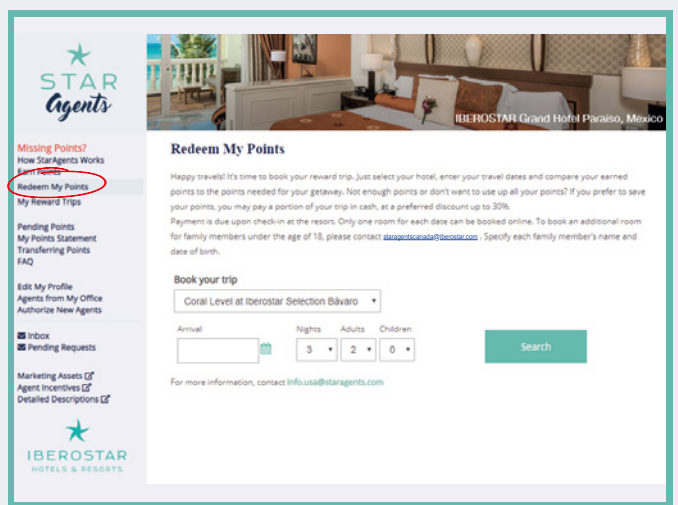 STAR
Agents
IBEROSTAR Grand Hotel Paraiso, Mexico
Missing Points?
How StarAgents Works
Earn Points
Redeem My Points
My Reward Trips
Pending Points
My Points Statement
Transferring Points
FAQ
Edit My Profile
Agents from My Office
Authorize New Agents
Inbox
Pending Requests
Marketing Assets
Agent Incentives
Detailed Descriptions
IBEROSTAR
HOTELS & RESORTS
Redeem My Points
Happy travels! It's time to book your reward trip. Just select your hotel, enter your travel dates and compare your earned
points to the points needed for your getaway. Not enough points or don't want to use up all your points? If you prefer to save
your points, you may pay a portion of your trip in cash, at a preferred discount up to 30%.
Payment is due upon check-in at the resort. Only one room for each date can be booked online. To book an additional room
for family members under the age of 18, please contact staragentscanada@iberostar.com . Specify each family member's name and
date of birth.
Book your trip
Coral Level at Iberostar Selection Bávaro
Arrival Nights Adults Children
3 2 0
Search
For more information, contact info.usa@staragents.com